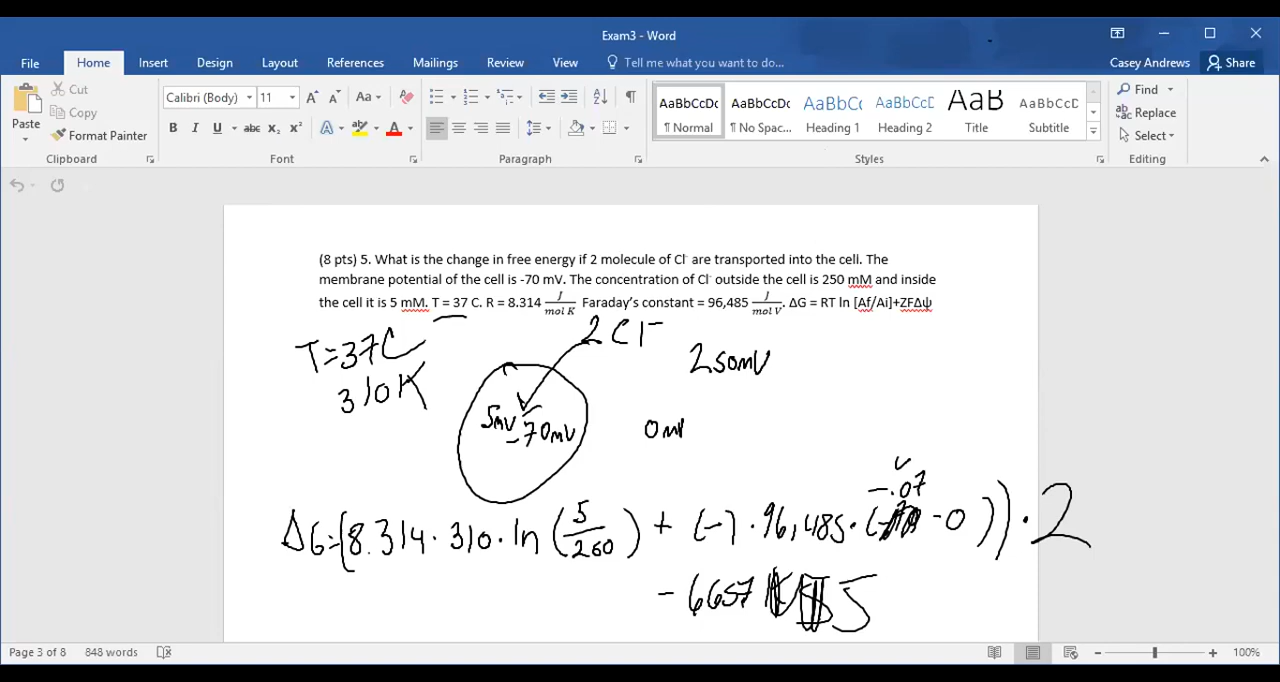 Exam3 - Word
Casey Andrews Share
File Home Insert Design Layout References Mailings Review View Tell me what you want to do...
Paste Cut Copy Format Painter
Calibri (Body) 11
AaBbCcDc AaBbCcDc AaBbCc AaBbCcD AaB AaBbCcD
¶ Normal ¶ No Spac... Heading 1 Heading 2 Title Subtitle
Find Replace Select
Clipboard Font Paragraph Styles Editing
(8 pts) 5. What is the change in free energy if 2 molecule of Cl- are transported into the cell. The
membrane potential of the cell is -70 mV. The concentration of Cl- outside the cell is 250 mM and inside
the cell it is 5 mM. T = 37 C. R = 8.314 J/mol K Faraday's constant = 96,485 J/mol V. ΔG = RT ln [Af/Ai]+ZFΔψ
T=37C
310K
2 Cl-
250mV
5mV
-70mV
0mV
-.07
ΔG=(8.314·310·ln(5/250) + (-1·96,485·( -0))·2
-6657 J
Page 3 of 8 848 words 100%